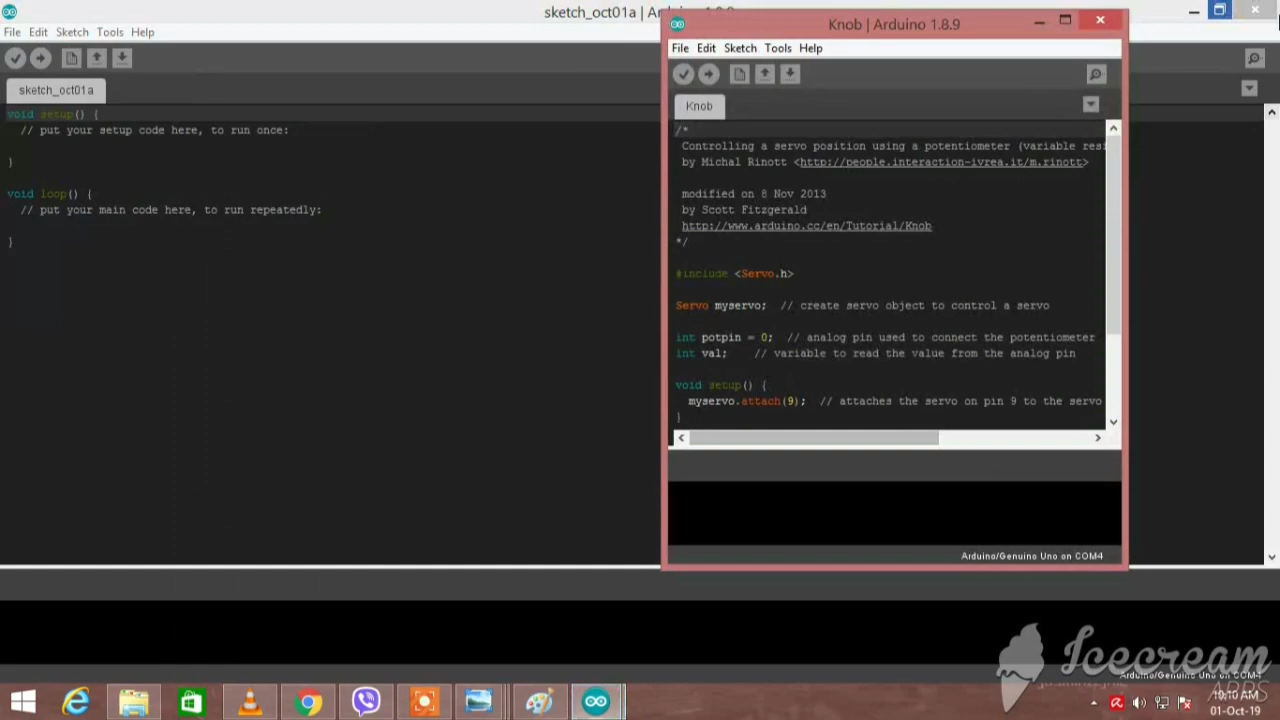 sketch_oct01a | Ar
File Edit Sketch Tools Help
sketch_oct01a
void setup() {
// put your setup code here, to run once:
}
void loop() {
// put your main code here, to run repeatedly:
}
Knob | Arduino 1.8.9
File Edit Sketch Tools Help
Knob
/*
Controlling a servo position using a potentiometer (variable resi
by Michal Rinott <http://people.interaction-ivrea.it/m.rinott>
modified on 8 Nov 2013
by Scott Fitzgerald
http://www.arduino.cc/en/Tutorial/Knob
*/
#include <Servo.h>
Servo myservo;  // create servo object to control a servo
int potpin = 0;  // analog pin used to connect the potentiometer
int val;    // variable to read the value from the analog pin
void setup() {
myservo.attach(9);  // attaches the servo on pin 9 to the servo
}
Arduino/Genuino Uno on COM4
Icecream
APPS
Arduino/Genuino Uno on COM4
10:10 AM
01-Oct-19